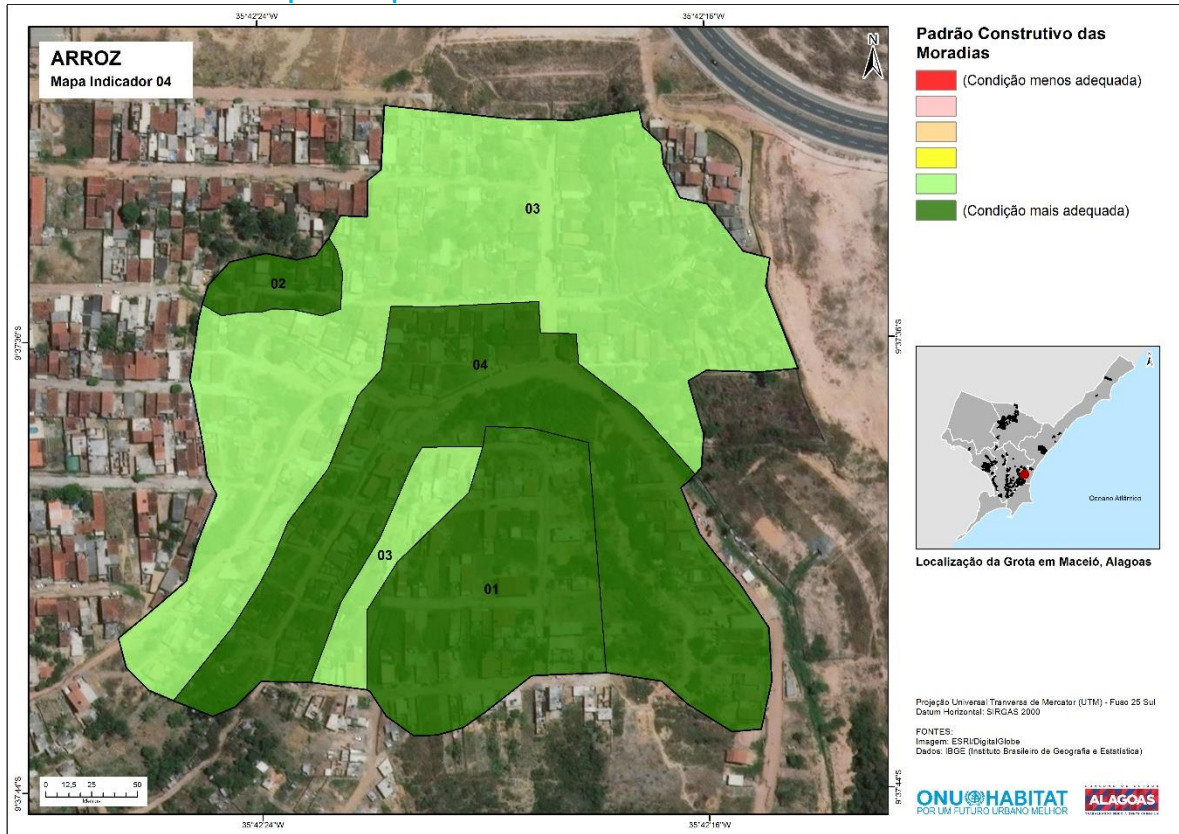 35°42'24"W
35°42'16"W
ARROZ
Mapa Indicador 04
N
Padrão Construtivo das
Moradias
(Condição menos adequada)
(Condição mais adequada)
03
02
04
03
01
9°37'36"S
9°37'36"S
Oceano Atlântico
Localização da Grota em Maceió, Alagoas
Projeção Universal Tranversa de Mercator (UTM) - Fuso 25 Sul
Datum Horizontal: SIRGAS 2000
FONTES:
Imagem: ESRI/DigitalGlobe
Dados: IBGE (Instituto Brasileiro de Geografia e Estatística)
0 12,5 25 50
9°37'44"S
9°37'44"S
ONU HABITAT
POR UM FUTURO URBANO MELHOR
ALAGOAS
35°42'24"W
35°42'16"W